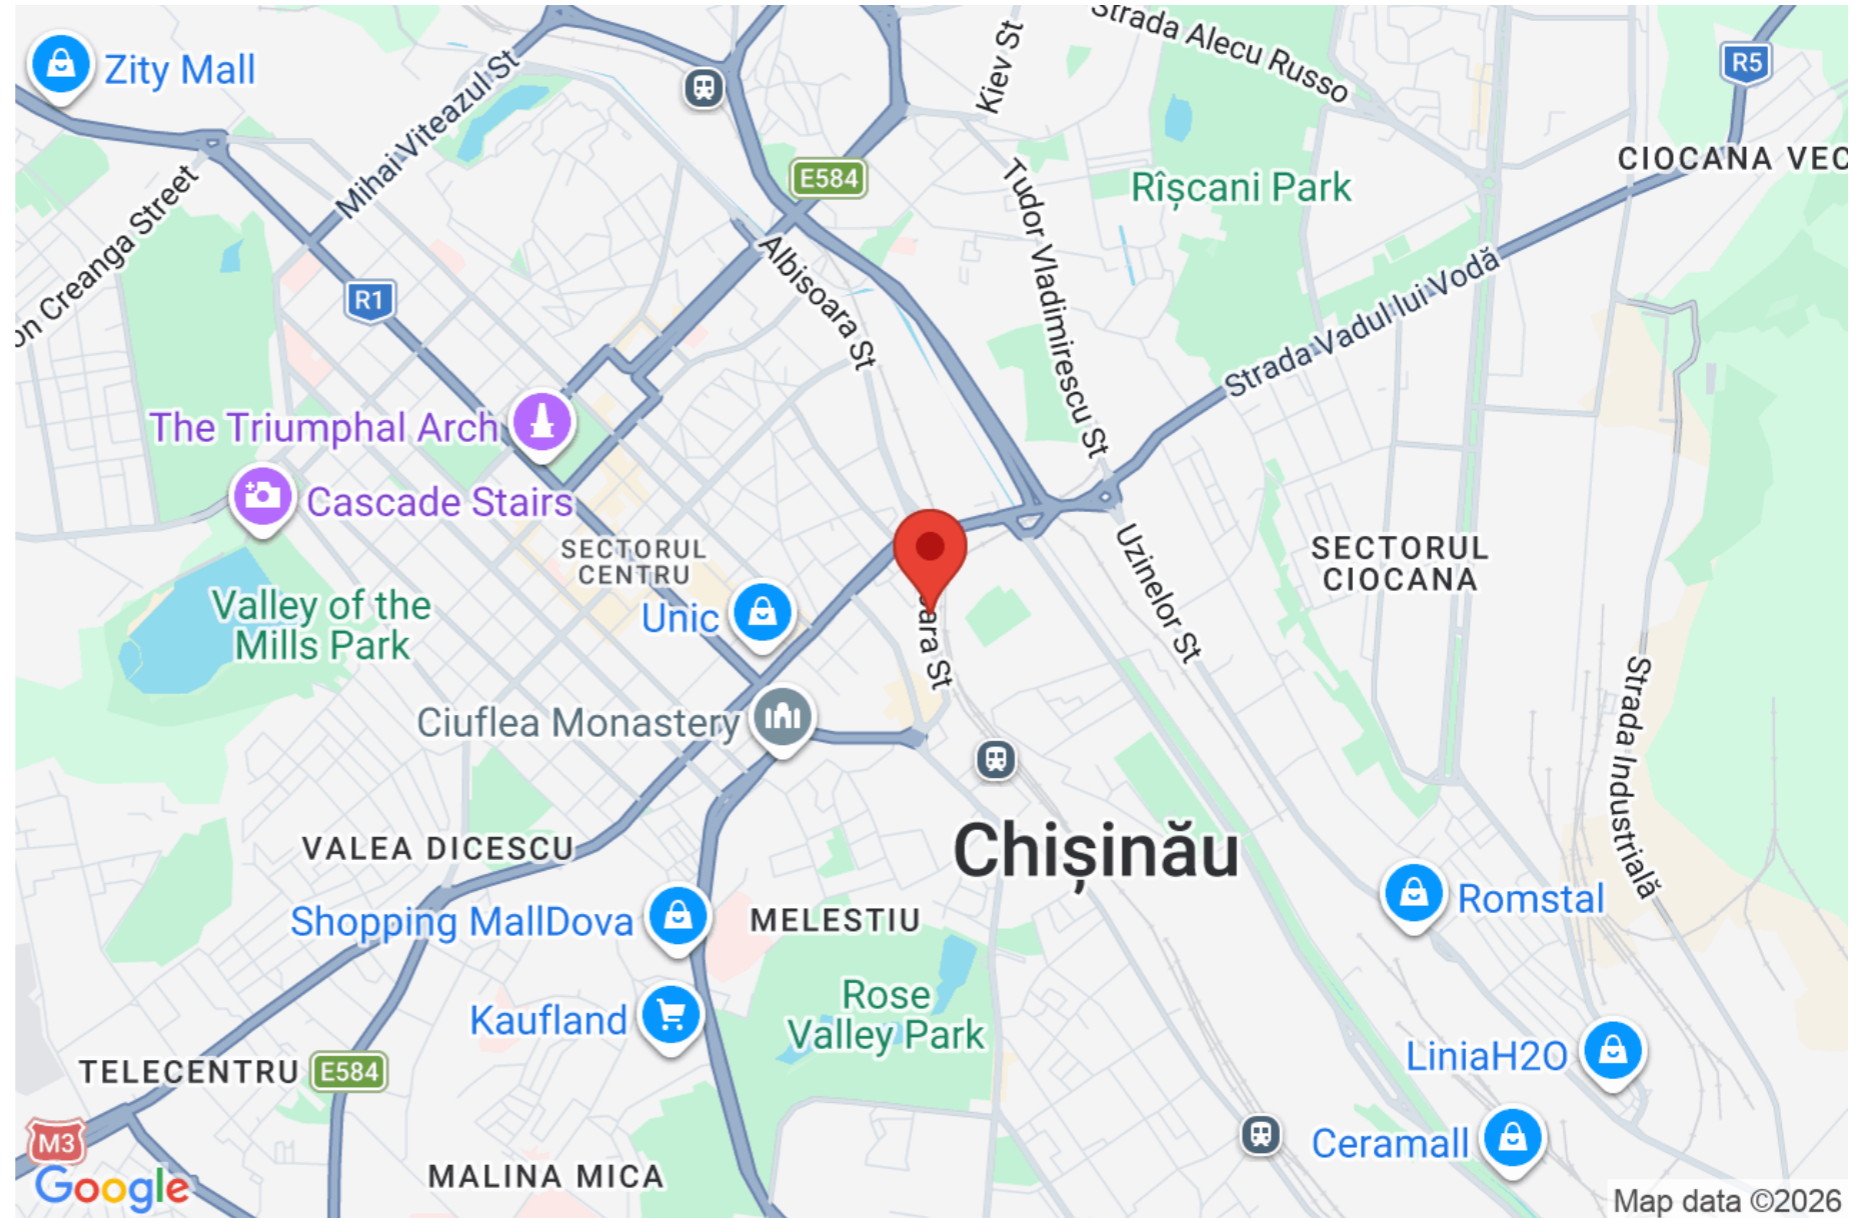 Strada Alecu Russo
Kiev St
R5
Zity Mall
Mihai Viteazul St
CIOCANA VEC
E584
Rîșcani Park
Tudor Vladimirescu St
on Creanga Street
Albisoara St
R1
Strada Vadul lui Vodă
The Triumphal Arch
Cascade Stairs
SECTORUL
CENTRU
SECTORUL
CIOCANA
Uzinelor St
Valley of the
Mills Park
Unic
oara St
Ciuflea Monastery
Strada Industrială
VALEA DICESCU
Chișinău
Shopping MallDova
MELESTIU
Romstal
Rose
Valley Park
Kaufland
LiniaH2O
TELECENTRU
E584
M3
Ceramall
MALINA MICA
Google
Map data ©2026